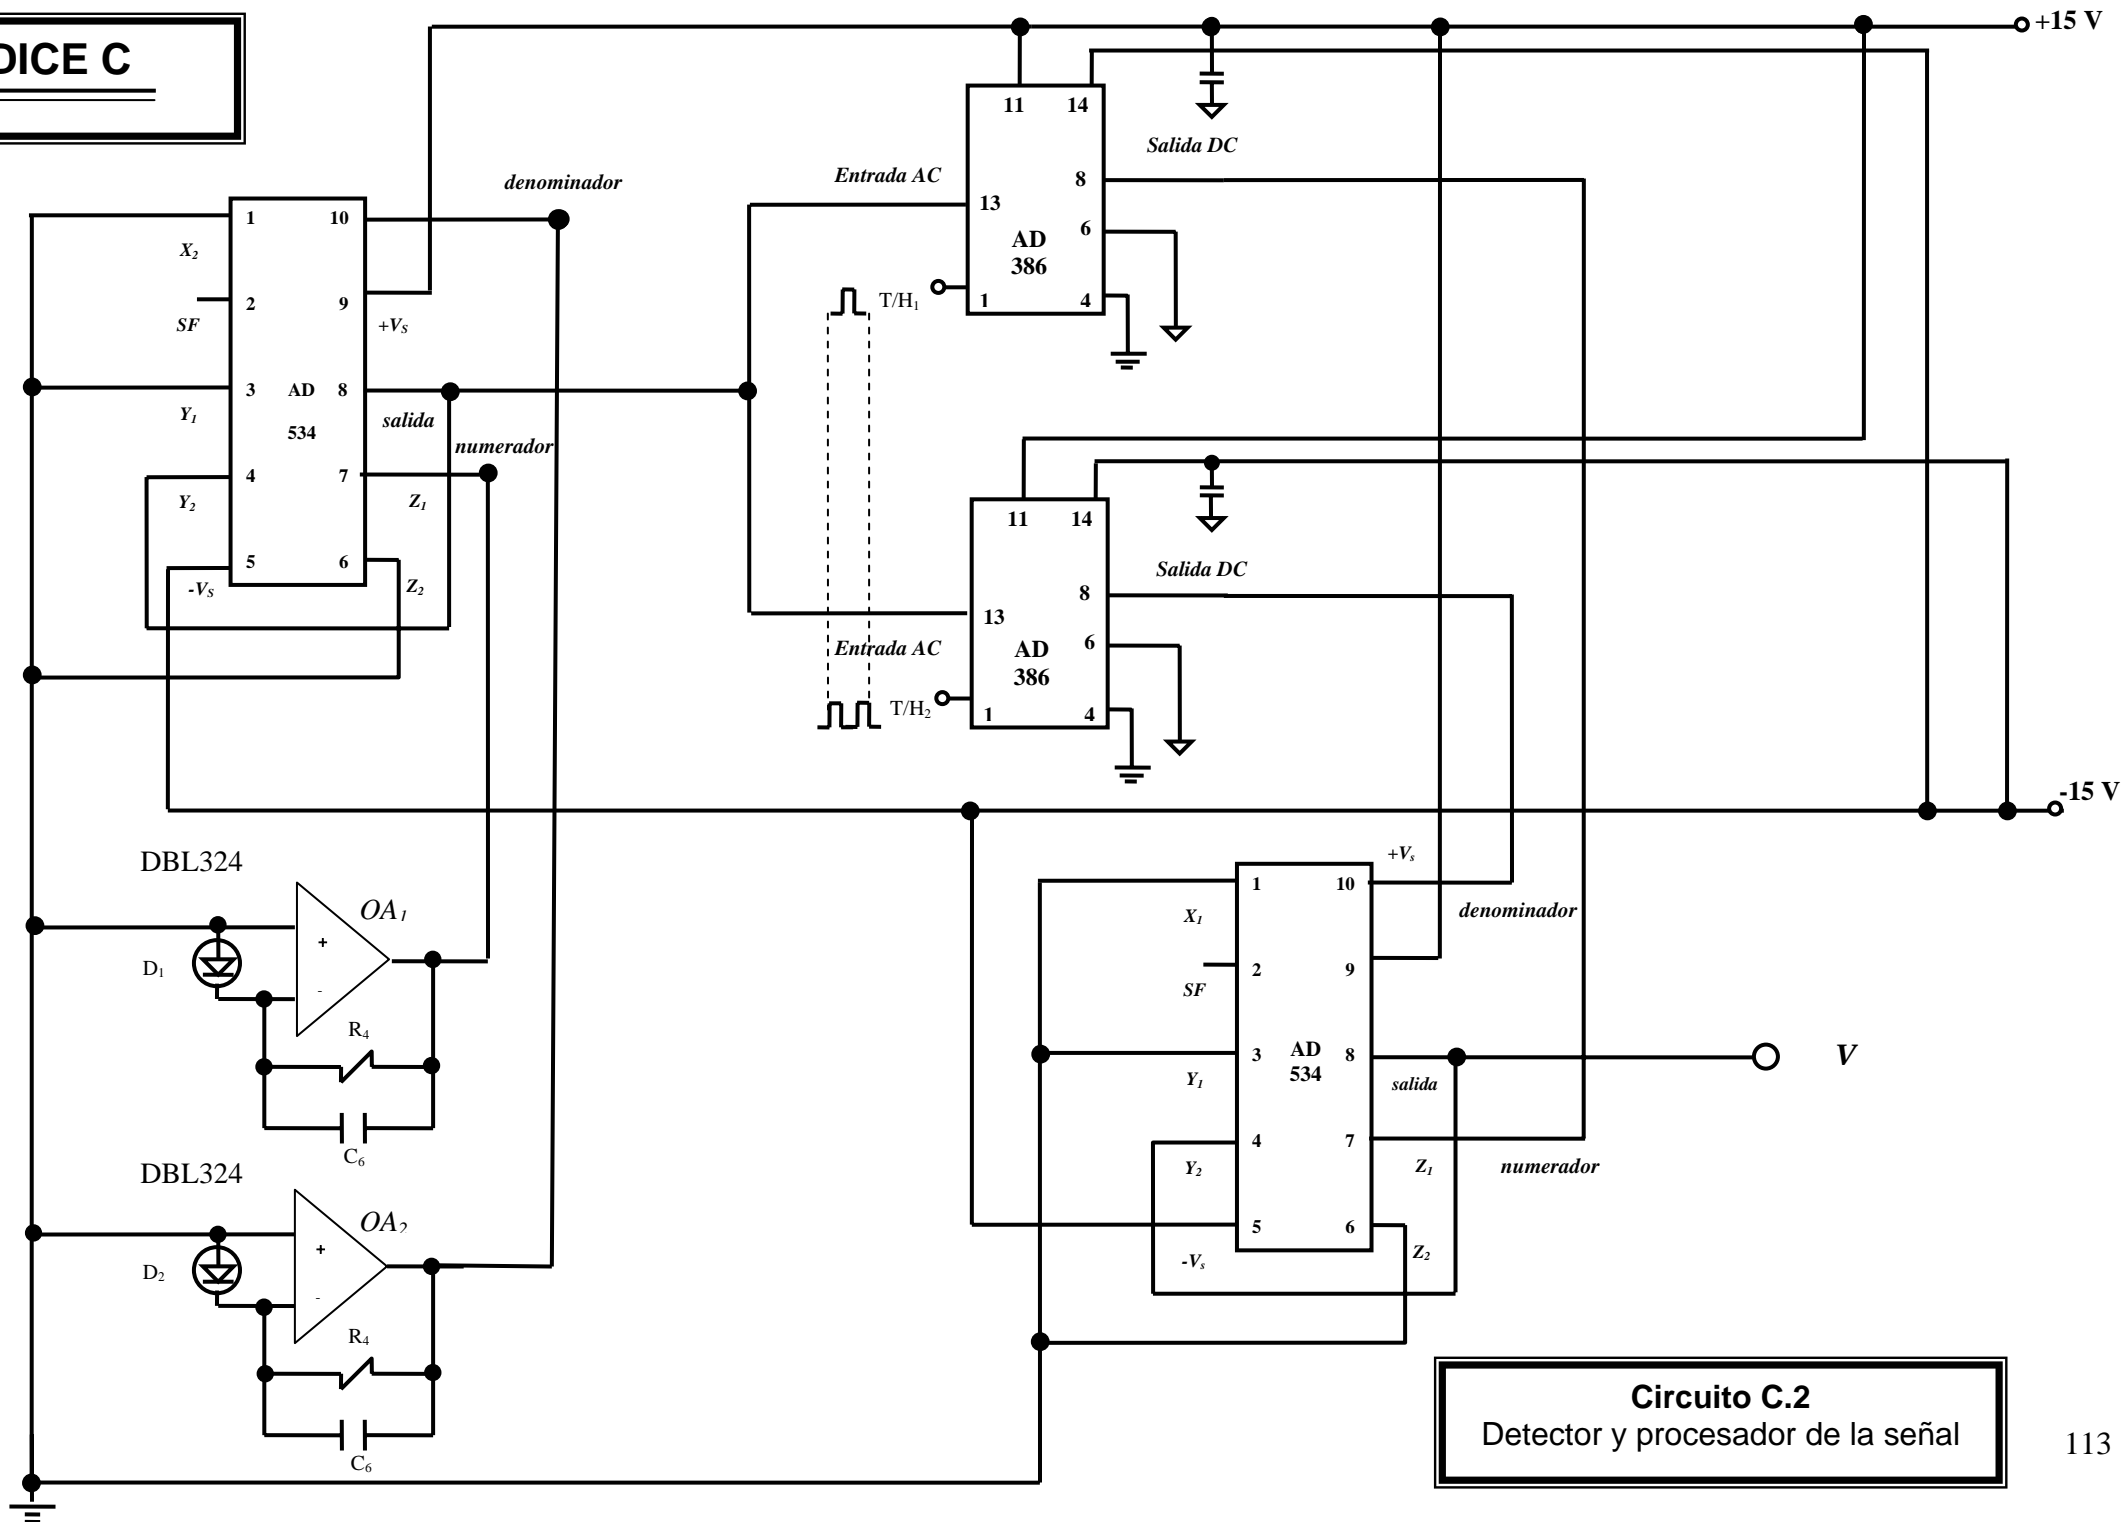 DICE C
+15 V
11 14
Salida DC
Entrada AC
8
13
6
AD
386
T/H1
1 4
denominador
1 10
X2
2 9
SF
+VS
3 AD 8
Y1
534
salida
numerador
4 7
Y2
Z1
5 6
-VS
Z2
11 14
Salida DC
8
13
Entrada AC
6
AD
386
T/H2
1 4
-15 V
DBL324
OA1
+
D1
-
R4
C6
DBL324
OA2
+
D2
-
R4
C6
+Vs
1 10
denominador
X1
2 9
SF
3 AD 8
534
V
Y1
salida
4 7
Y2
Z1
numerador
5 6
-Vs
Z2
Circuito C.2
Detector y procesador de la señal
113